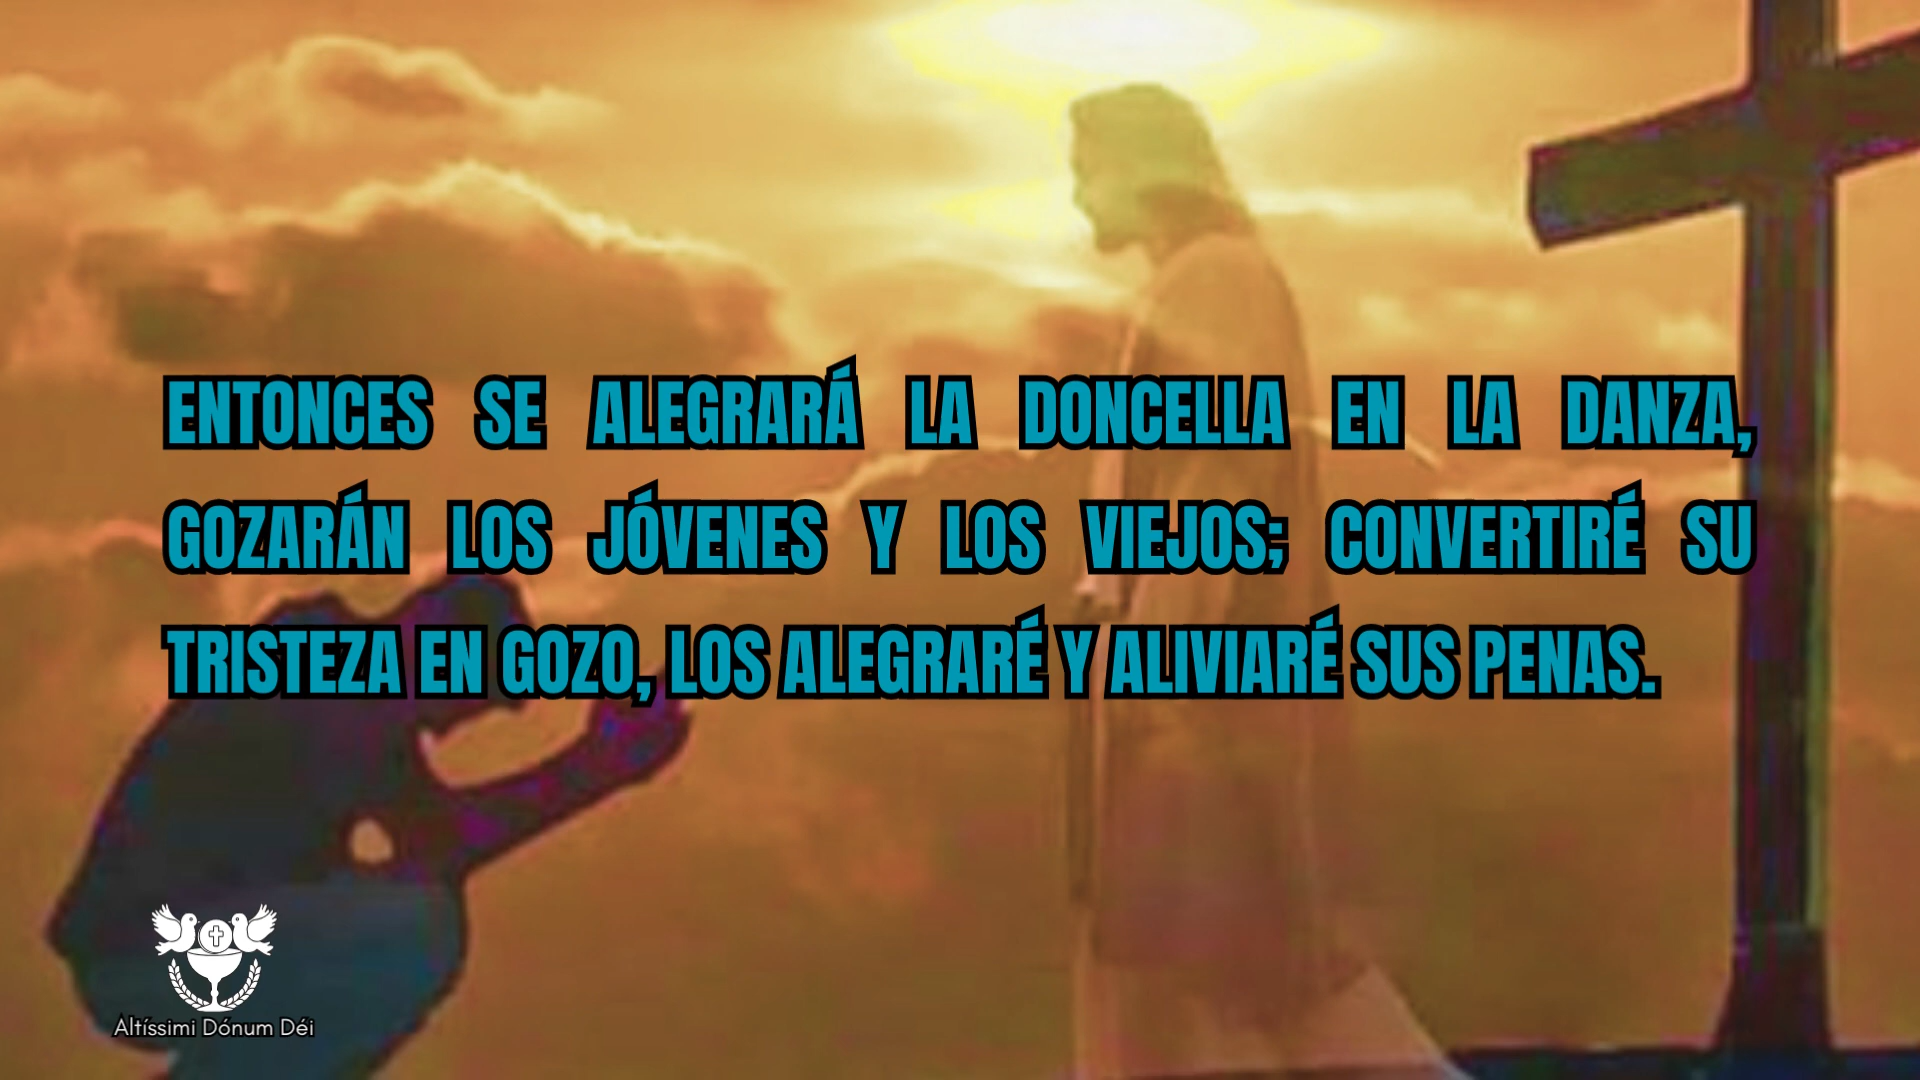 ENTONCES SE ALEGRARÁ LA DONCELLA EN LA DANZA,
GOZARÁN LOS JÓVENES Y LOS VIEJOS; CONVERTIRÉ SU
TRISTEZA EN GOZO, LOS ALEGRARÉ Y ALIVIARÉ SUS PENAS.
Altíssimi Dónum Déi